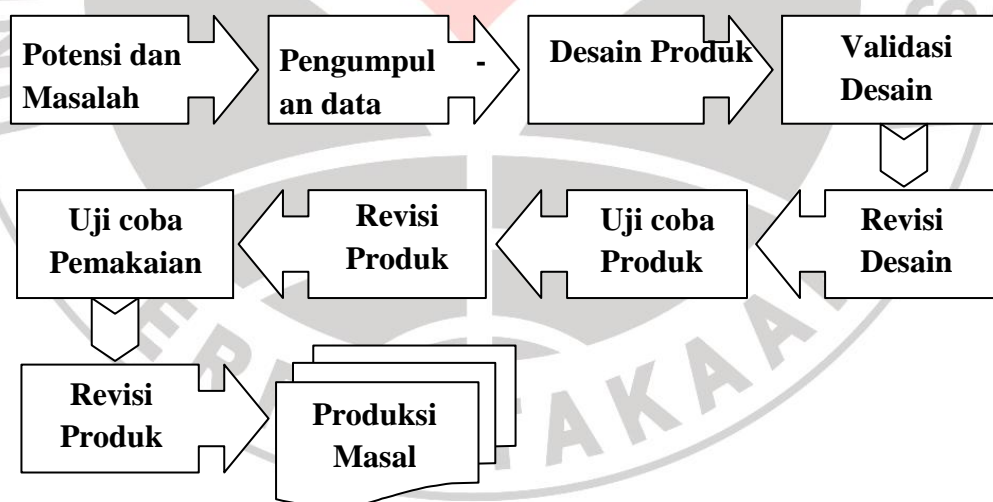 Potensi dan
Masalah
Pengumpul -
an data
Desain Produk
Validasi
Desain
Revisi
Desain
Uji coba
Produk
Revisi
Produk
Uji coba
Pemakaian
Revisi
Produk
Produksi
Masal